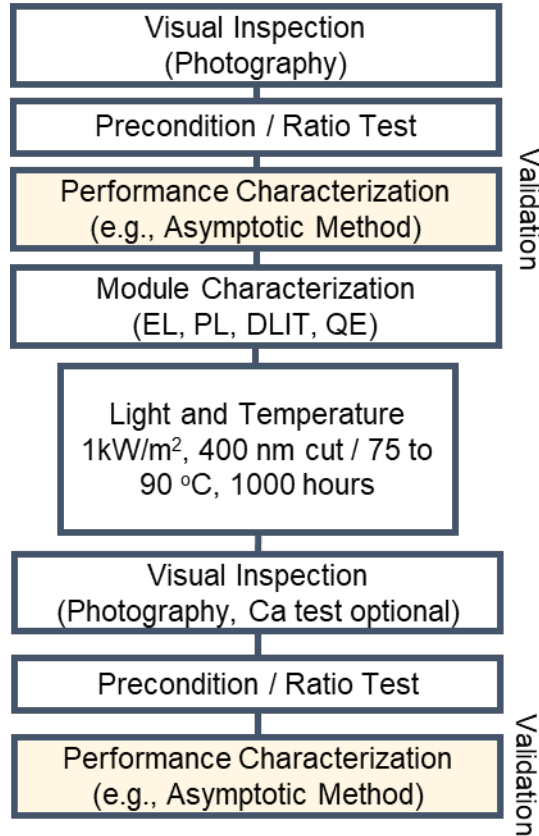 Visual Inspection
(Photography)
Precondition / Ratio Test
Performance Characterization
(e.g., Asymptotic Method)
Validation
Module Characterization
(EL, PL, DLIT, QE)
Light and Temperature
1kW/m², 400 nm cut / 75 to
90 ºC, 1000 hours
Visual Inspection
(Photography, Ca test optional)
Precondition / Ratio Test
Performance Characterization
(e.g., Asymptotic Method)
Validation